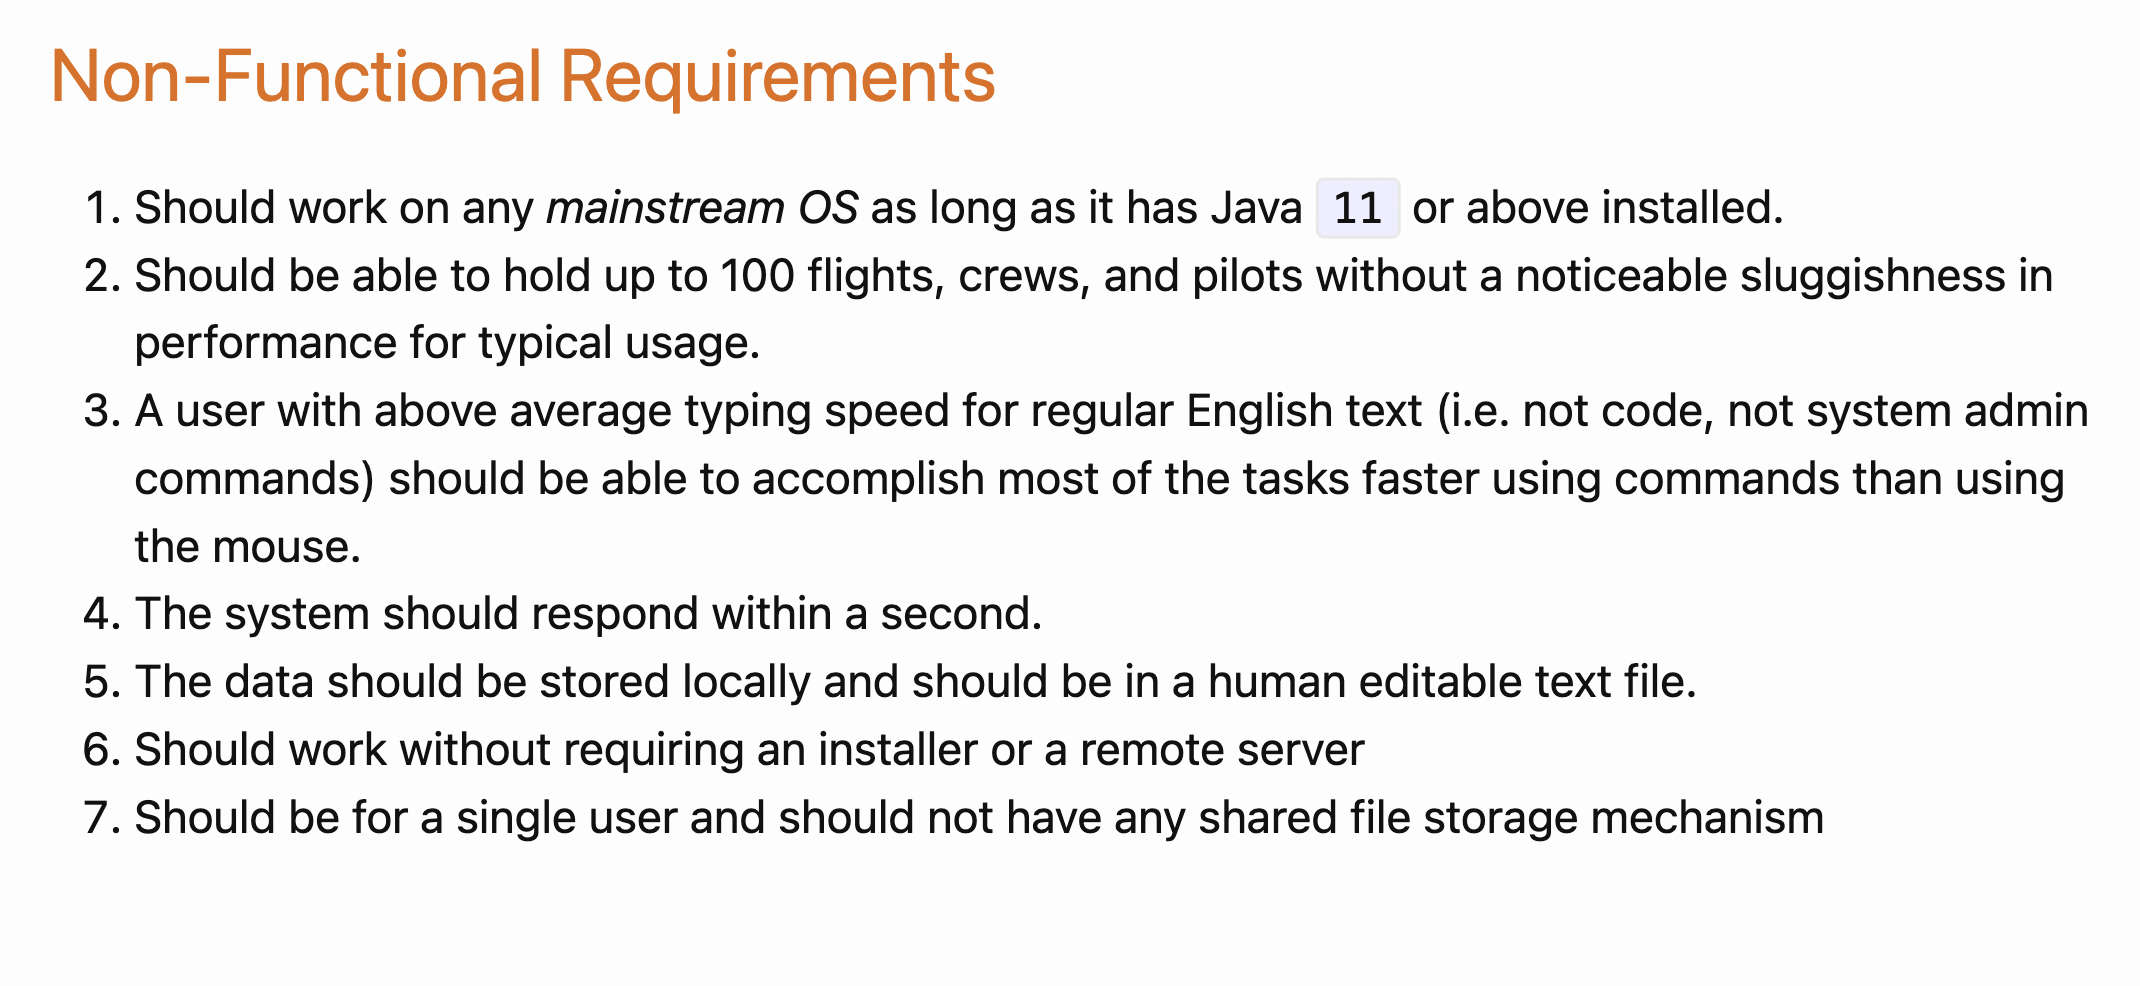 Non-Functional Requirements
1. Should work on any mainstream OS as long as it has Java 11 or above installed.
2. Should be able to hold up to 100 flights, crews, and pilots without a noticeable sluggishness in
performance for typical usage.
3. A user with above average typing speed for regular English text (i.e. not code, not system admin
commands) should be able to accomplish most of the tasks faster using commands than using
the mouse.
4. The system should respond within a second.
5. The data should be stored locally and should be in a human editable text file.
6. Should work without requiring an installer or a remote server
7. Should be for a single user and should not have any shared file storage mechanism